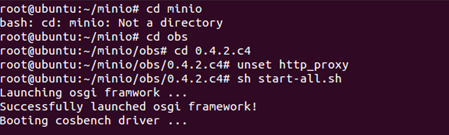 root@ubuntu:~/minio# cd minio
bash: cd: minio: Not a directory
root@ubuntu:~/minio# cd obs
root@ubuntu:~/minio/obs# cd 0.4.2.c4
root@ubuntu:~/minio/obs/0.4.2.c4# unset http_proxy
root@ubuntu:~/minio/obs/0.4.2.c4# sh start-all.sh
Launching osgi framwork ...
Successfully launched osgi framework!
Booting cosbench driver ...